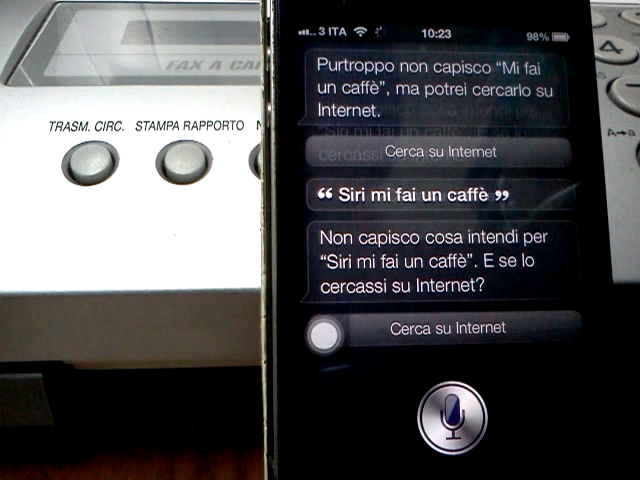 FAX A CA
TRASM. CIRC. STAMPA RAPPORTO
3 ITA 10:23 98%
Purtroppo non capisco “Mi fai
un caffè”, ma potrei cercarlo su
Internet.
Cerca su Internet
“ Siri mi fai un caffè ”
Non capisco cosa intendi per
“Siri mi fai un caffè”. E se lo
cercassi su Internet?
Cerca su Internet
4
A→a